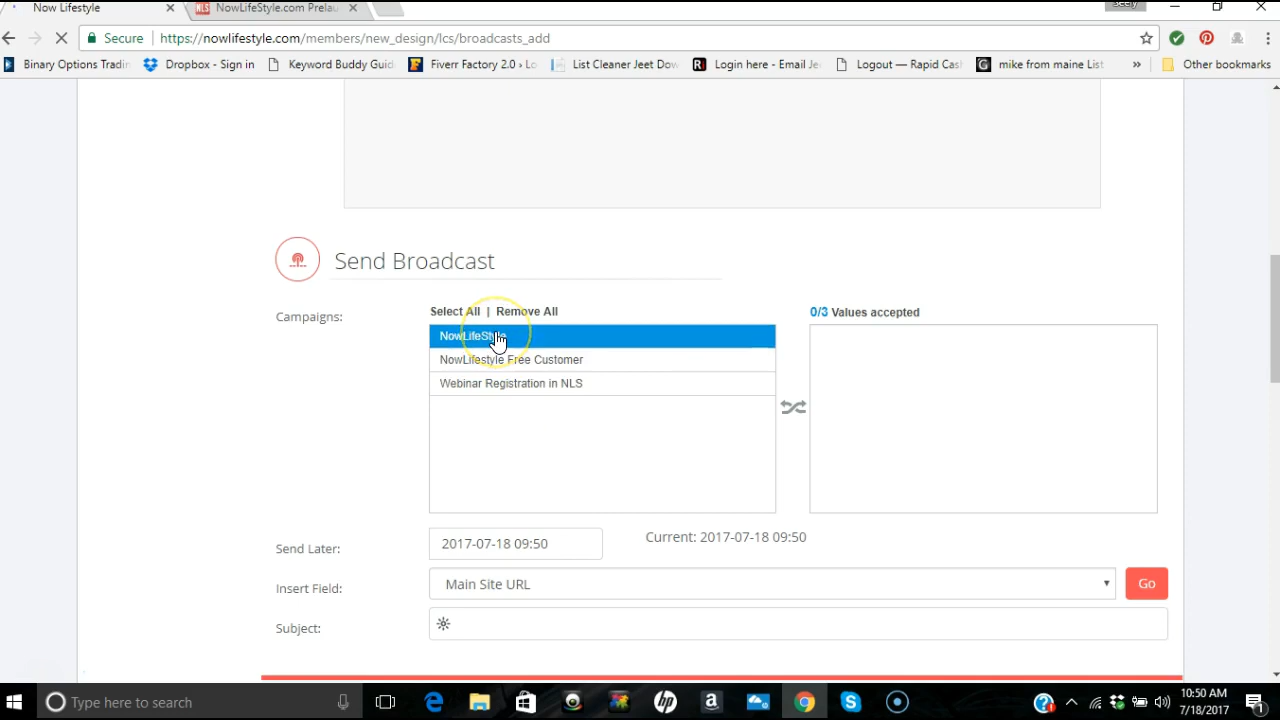 Now Lifestyle
NLS NowLifeStyle.com Prelau
Seely
Secure https://nowlifestyle.com/members/new_design/lcs/broadcasts_add
Binary Options Tradin Dropbox - Sign in Keyword Buddy Guid Fiverr Factory 2.0 › Lo List Cleaner Jeet Dow Login here - Email Je Logout — Rapid Cas mike from maine List » Other bookmarks
Send Broadcast
Campaigns:
Select All | Remove All
0/3 Values accepted
NowLifeStyle
NowLifestyle Free Customer
Webinar Registration in NLS
Send Later:
2017-07-18 09:50
Current: 2017-07-18 09:50
Insert Field:
Main Site URL
Go
Subject:
Type here to search
10:50 AM
7/18/2017